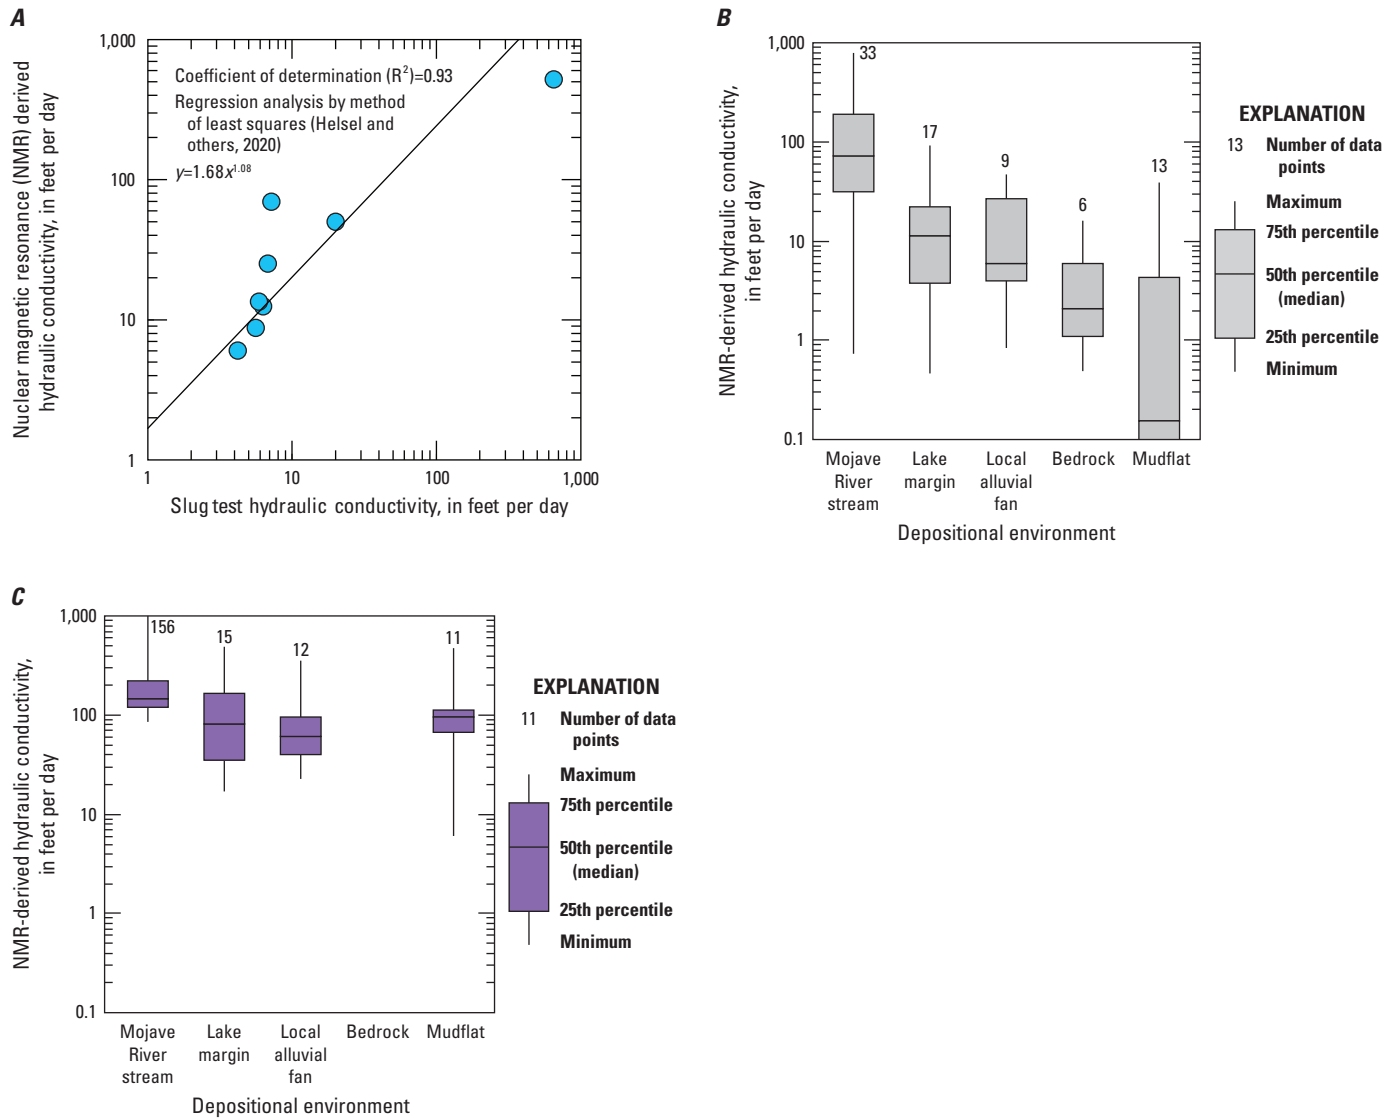 A
Nuclear magnetic resonance (NMR) derived
hydraulic conductivity, in feet per day
1,000
100
10
1
Coefficient of determination (R²)=0.93
Regression analysis by method
of least squares (Helsel and
others, 2020)
y=1.68x^1.08
1
10
100
1,000
Slug test hydraulic conductivity, in feet per day
B
NMR-derived hydraulic conductivity,
in feet per day
1,000
100
10
1
0.1
33
17
9
6
13
Mojave
River
stream
Lake
margin
Local
alluvial
fan
Bedrock
Mudflat
Depositional environment
EXPLANATION
13 Number of data
points
Maximum
75th percentile
50th percentile
(median)
25th percentile
Minimum
C
NMR-derived hydraulic conductivity,
in feet per day
1,000
100
10
1
0.1
156
15
12
11
Mojave
River
stream
Lake
margin
Local
alluvial
fan
Bedrock
Mudflat
Depositional environment
EXPLANATION
11 Number of data
points
Maximum
75th percentile
50th percentile
(median)
25th percentile
Minimum